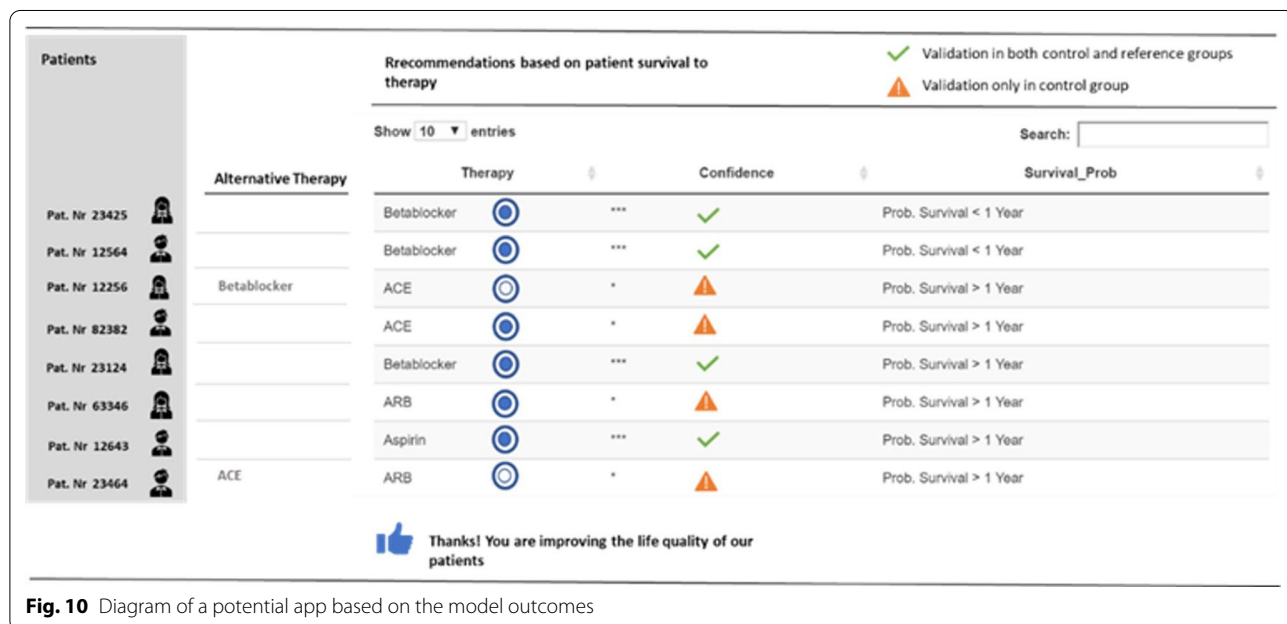 Patients
Rrecommendations based on patient survival to
therapy
Validation in both control and reference groups
Validation only in control group
Show 10 ▼ entries
Search:
Alternative Therapy Therapy Confidence Survival_Prob
Pat. Nr 23425 Betablocker *** Prob. Survival < 1 Year
Pat. Nr 12564 Betablocker *** Prob. Survival < 1 Year
Pat. Nr 12256 Betablocker ACE * Prob. Survival > 1 Year
Pat. Nr 82382 ACE * Prob. Survival > 1 Year
Pat. Nr 23124 Betablocker *** Prob. Survival > 1 Year
Pat. Nr 63346 ARB * Prob. Survival > 1 Year
Pat. Nr 12643 Aspirin *** Prob. Survival > 1 Year
Pat. Nr 23464 ACE ARB * Prob. Survival > 1 Year
Thanks! You are improving the life quality of our
patients
Fig. 10 Diagram of a potential app based on the model outcomes